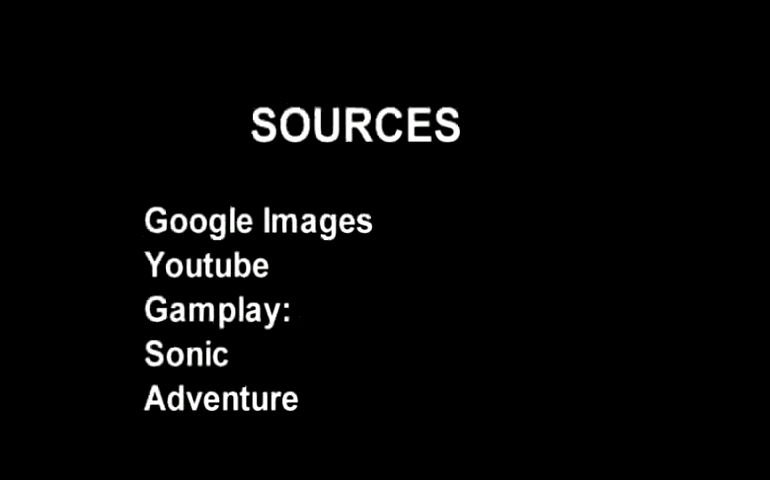 SOURCES
Google Images
Youtube
Gamplay:
Sonic
Adventure